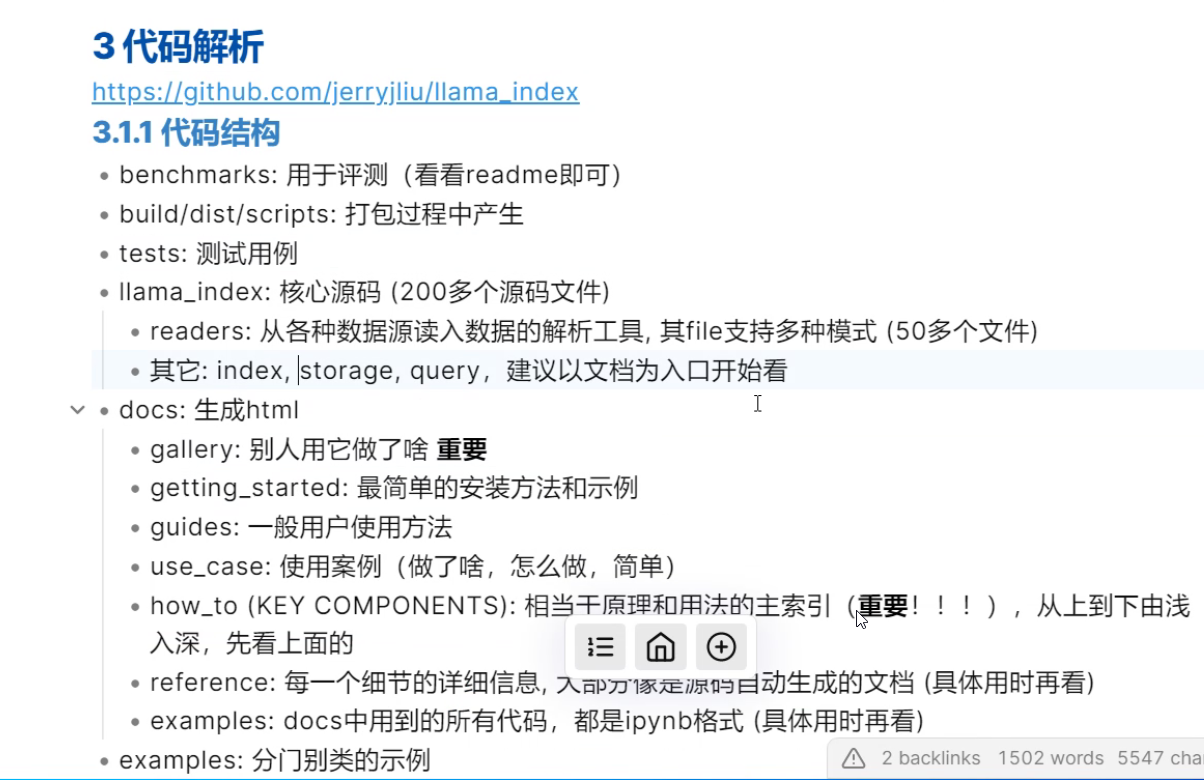 3 代码解析
https://github.com/jerryjliu/llama_index
3.1.1 代码结构
benchmarks: 用于评测（看看readme即可）
build/dist/scripts: 打包过程中产生
tests: 测试用例
llama_index: 核心源码 (200多个源码文件)
readers: 从各种数据源读入数据的解析工具, 其file支持多种模式 (50多个文件)
其它: index, storage, query，建议以文档为入口开始看
docs: 生成html
gallery: 别人用它做了啥 重要
getting_started: 最简单的安装方法和示例
guides: 一般用户使用方法
use_case: 使用案例（做了啥，怎么做，简单）
how_to (KEY COMPONENTS): 相当于原理和用法的主索引（重要！！！），从上到下由浅
入深，先看上面的
reference: 每一个细节的详细信息, 大部分像是源码自动生成的文档 (具体用时再看)
examples: docs中用到的所有代码，都是ipynb格式 (具体用时再看)
examples: 分门别类的示例
2 backlinks 1502 words 5547 cha